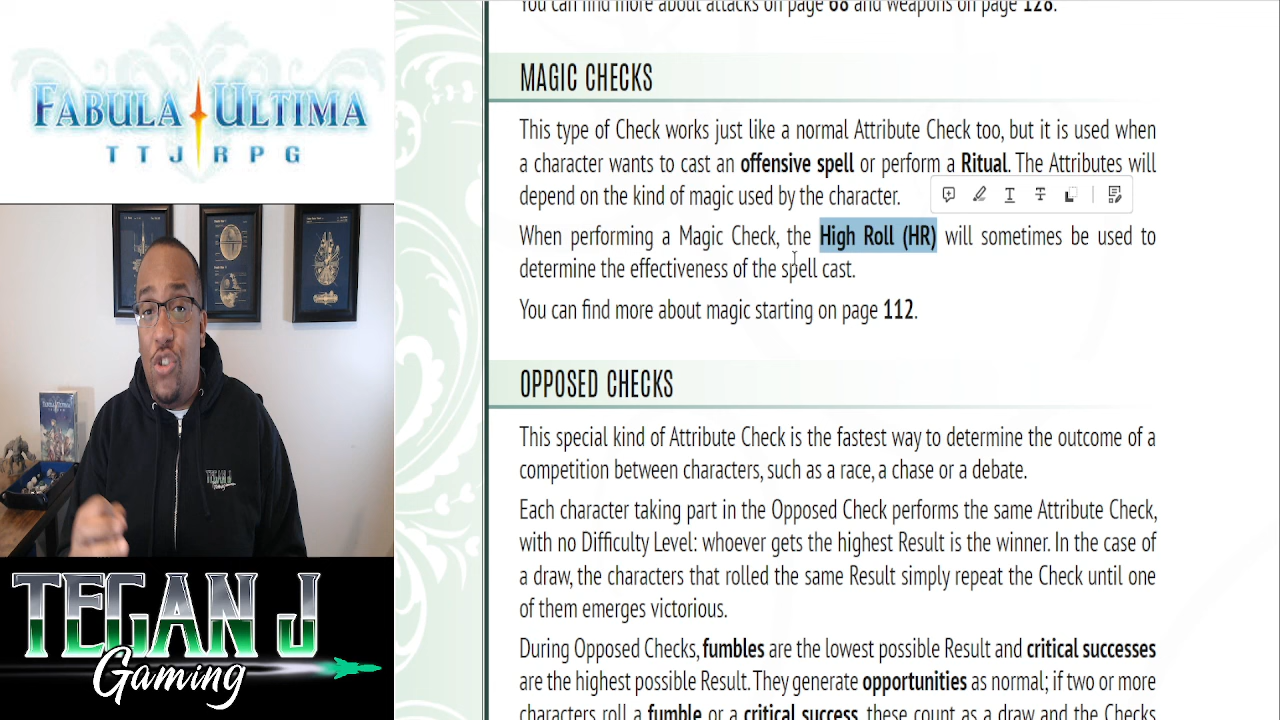 FABULA ULTIMA
TTJRPG
TEGAN J
Gaming
TEGAN J
Gaming
You can find more about attacks on page 68 and weapons on page 128.
MAGIC CHECKS
This type of Check works just like a normal Attribute Check too, but it is used when
a character wants to cast an offensive spell or perform a Ritual. The Attributes will
depend on the kind of magic used by the character.
When performing a Magic Check, the High Roll (HR) will sometimes be used to
determine the effectiveness of the spell cast.
You can find more about magic starting on page 112.
OPPOSED CHECKS
This special kind of Attribute Check is the fastest way to determine the outcome of a
competition between characters, such as a race, a chase or a debate.
Each character taking part in the Opposed Check performs the same Attribute Check,
with no Difficulty Level: whoever gets the highest Result is the winner. In the case of
a draw, the characters that rolled the same Result simply repeat the Check until one
of them emerges victorious.
During Opposed Checks, fumbles are the lowest possible Result and critical successes
are the highest possible Result. They generate opportunities as normal; if two or more
characters roll a fumble or a critical success, these count as a draw and the Checks